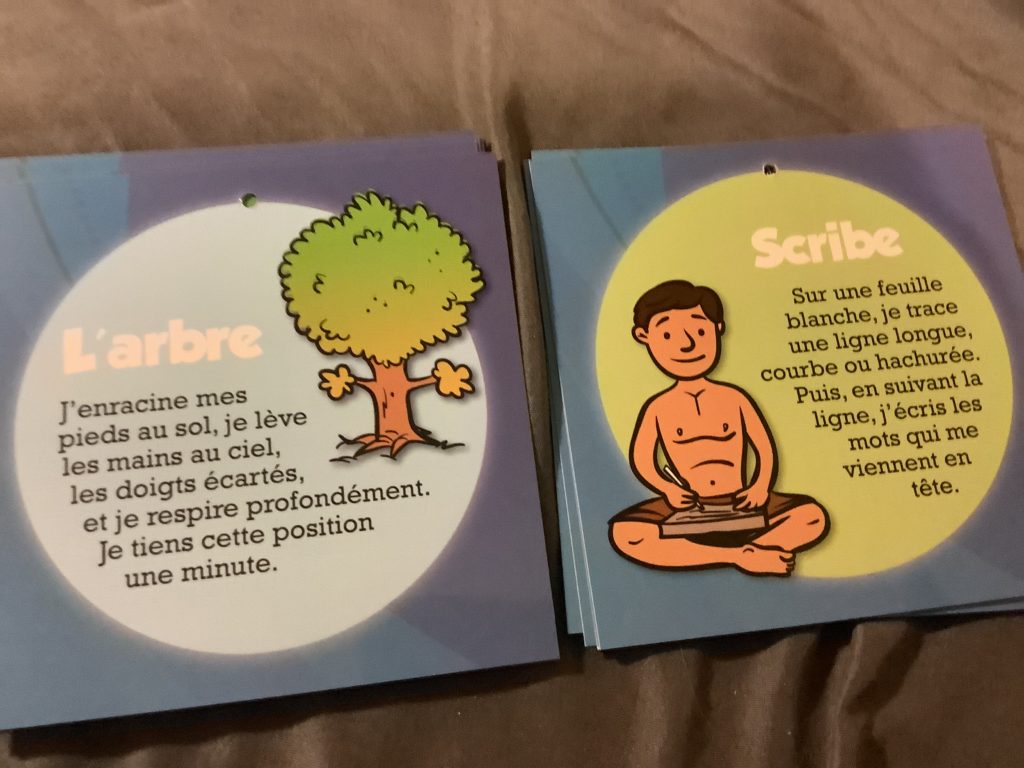 L'arbre
J'enracine mes
pieds au sol, je lève
les mains au ciel,
les doigts écartés,
et je respire profondément.
Je tiens cette position
une minute.
Scribe
Sur une feuille
blanche, je trace
une ligne longue,
courbe ou hachurée.
Puis, en suivant la
ligne, j'écris les
mots qui me
viennent en
tête.